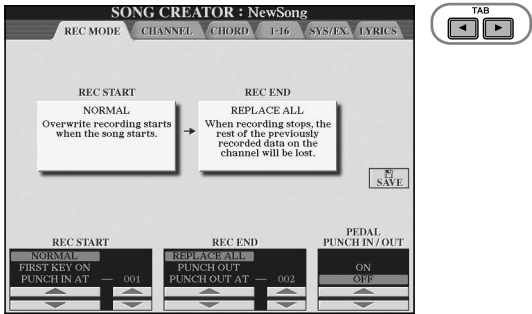 SONG CREATOR : NewSong
TAB
REC MODE CHANNEL CHORD 1-16 SYS/EX. LYRICS
REC START REC END
NORMAL
Overwrite recording starts
when the song starts.
REPLACE ALL
When recording stops, the
rest of the previously
recorded data on the
channel will be lost.
SAVE
REC START
NORMAL
FIRST KEY ON
PUNCH IN AT — 001
REC END
REPLACE ALL
PUNCH OUT
PUNCH OUT AT — 002
PEDAL
PUNCH IN / OUT
ON
OFF